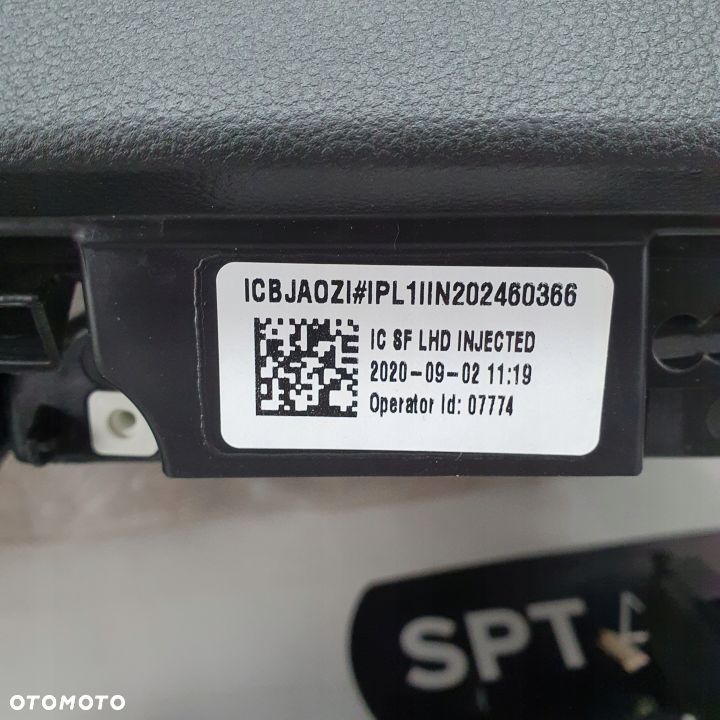 ICBJAOZI#IPL1IIN202460366
IC SF LHD INJECTED
2020-09-02 11:19
Operator Id: 07774
SPT
OTOMOTO